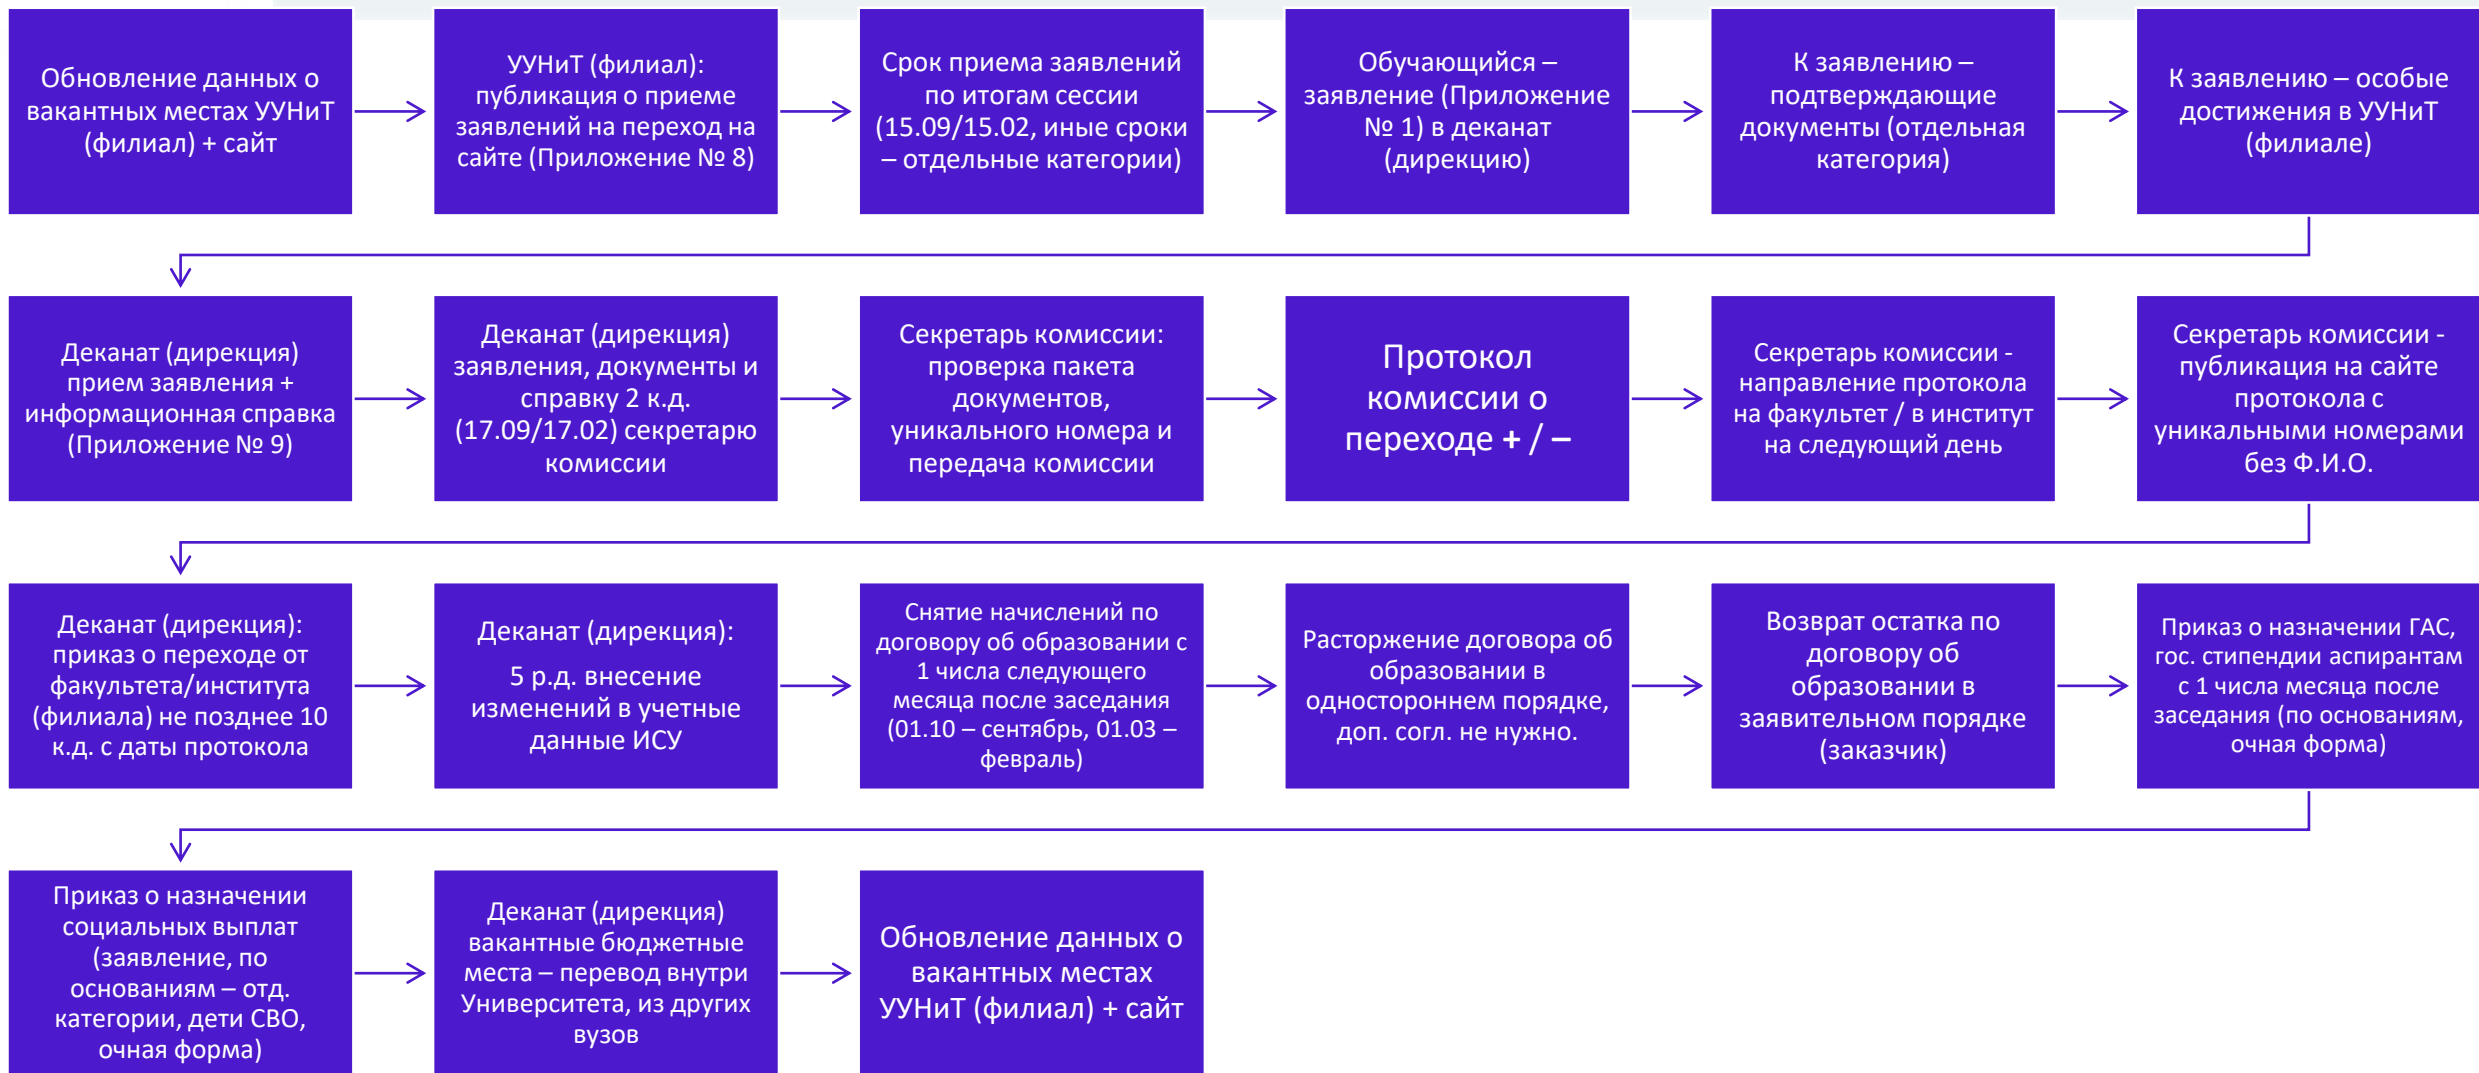 Обновление данных о
вакантных местах УУНиТ
(филиал) + сайт
УУНиТ (филиал):
публикация о приеме
заявлений на переход на
сайте (Приложение № 8)
Срок приема заявлений
по итогам сессии
(15.09/15.02, иные сроки
– отдельные категории)
Обучающийся –
заявление (Приложение
№ 1) в деканат
(дирекцию)
К заявлению –
подтверждающие
документы (отдельная
категория)
К заявлению – особые
достижения в УУНиТ
(филиале)
Деканат (дирекция)
прием заявления +
информационная справка
(Приложение № 9)
Деканат (дирекция)
заявления, документы и
справку 2 к.д.
(17.09/17.02) секретарю
комиссии
Секретарь комиссии:
проверка пакета
документов,
уникального номера и
передача комиссии
Протокол
комиссии о
переходе + / –
Секретарь комиссии -
направление протокола
на факультет / в институт
на следующий день
Секретарь комиссии -
публикация на сайте
протокола с
уникальными номерами
без Ф.И.О.
Деканат (дирекция):
приказ о переходе от
факультета/института
(филиала) не позднее 10
к.д. с даты протокола
Деканат (дирекция):
5 р.д. внесение
изменений в учетные
данные ИСУ
Снятие начислений по
договору об образовании с
1 числа следующего
месяца после заседания
(01.10 – сентябрь, 01.03 –
февраль)
Расторжение договора об
образовании в
одностороннем порядке,
доп. согл. не нужно.
Возврат остатка по
договору об
образовании в
заявительном порядке
(заказчик)
Приказ о назначении ГАС,
гос. стипендии аспирантам
с 1 числа месяца после
заседания (по основаниям,
очная форма)
Приказ о назначении
социальных выплат
(заявление, по
основаниям – отд.
категории, дети СВО,
очная форма)
Деканат (дирекция)
вакантные бюджетные
места – перевод внутри
Университета, из других
вузов
Обновление данных о
вакантных местах
УУНиТ (филиал) + сайт